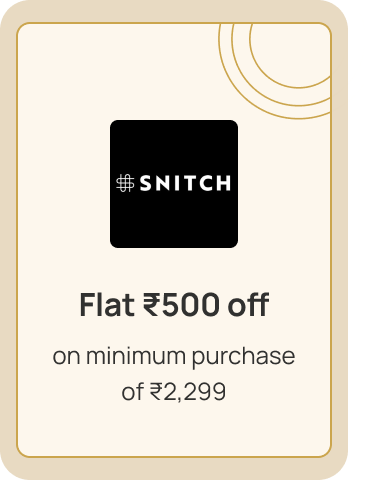 SNITCH
Flat ₹500 off
on minimum purchase
of ₹2,299